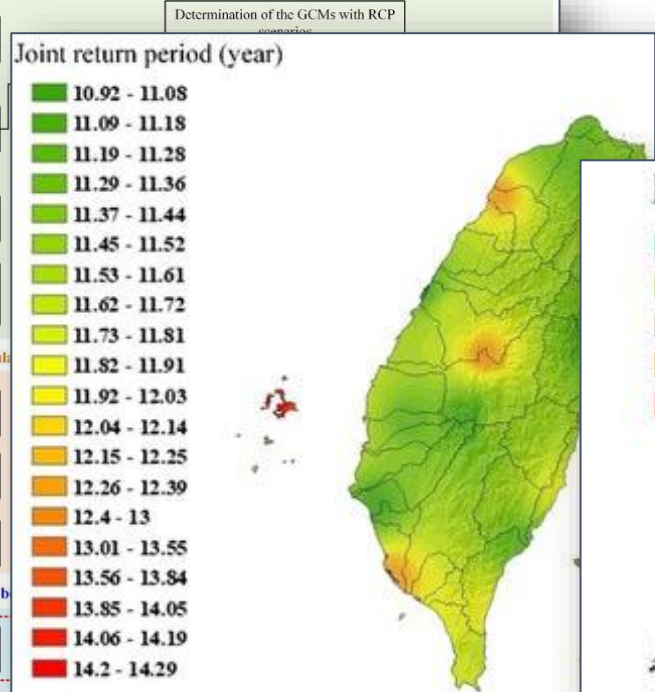 Determination of the GCMs with RCP
scenarios
Joint return period (year)
10.92 - 11.08
11.09 - 11.18
11.19 - 11.28
11.29 - 11.36
11.37 - 11.44
11.45 - 11.52
11.53 - 11.61
11.62 - 11.72
11.73 - 11.81
11.82 - 11.91
11.92 - 12.03
12.04 - 12.14
12.15 - 12.25
12.26 - 12.39
12.4 - 13
13.01 - 13.55
13.56 - 13.84
13.85 - 14.05
14.06 - 14.19
14.2 - 14.29